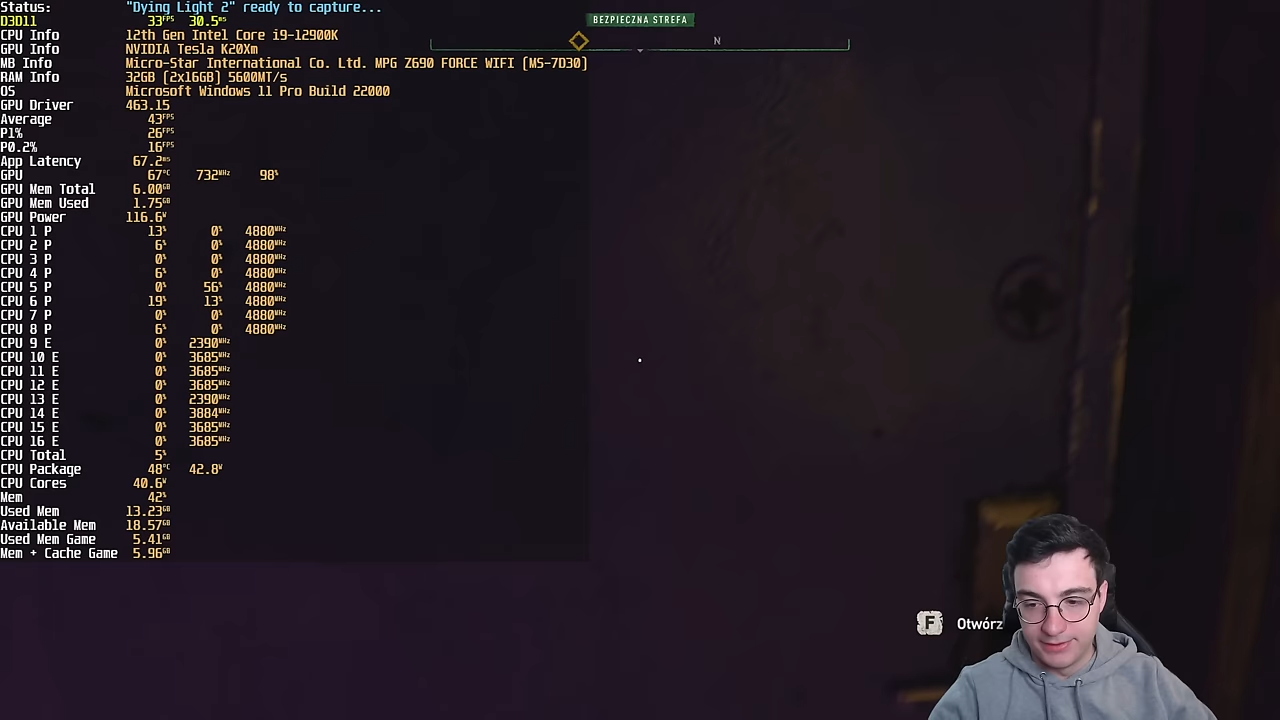 Status: "Dying Light 2" ready to capture...
D3D11 33FPS 30.5ms
CPU Info 12th Gen Intel Core i9-12900K
GPU Info NVIDIA Tesla K20Xm
MB Info Micro-Star International Co. Ltd. MPG Z690 FORCE WIFI (MS-7D30)
RAM Info 32GB (2x16GB) 5600MT/s
OS Microsoft Windows 11 Pro Build 22000
GPU Driver 463.15
Average 43FPS
P1% 26FPS
P0.2% 16FPS
App Latency 67.2ms
GPU 67°C 732MHz 98%
GPU Mem Total 6.00GB
GPU Mem Used 1.75GB
GPU Power 116.6W
CPU 1 P 13% 0% 4880MHz
CPU 2 P 6% 0% 4880MHz
CPU 3 P 0% 0% 4880MHz
CPU 4 P 6% 0% 4880MHz
CPU 5 P 0% 56% 4880MHz
CPU 6 P 19% 13% 4880MHz
CPU 7 P 0% 0% 4880MHz
CPU 8 P 6% 0% 4880MHz
CPU 9 E 0% 2390MHz
CPU 10 E 0% 3685MHz
CPU 11 E 0% 3685MHz
CPU 12 E 0% 3685MHz
CPU 13 E 0% 2390MHz
CPU 14 E 0% 3884MHz
CPU 15 E 0% 3685MHz
CPU 16 E 0% 3685MHz
CPU Total 5%
CPU Package 48°C 42.8W
CPU Cores 40.6W
Mem 42%
Used Mem 13.23GB
Available Mem 18.57GB
Used Mem Game 5.41GB
Mem + Cache Game 5.96GB
BEZPIECZNA STREFA
N
F Otwórz